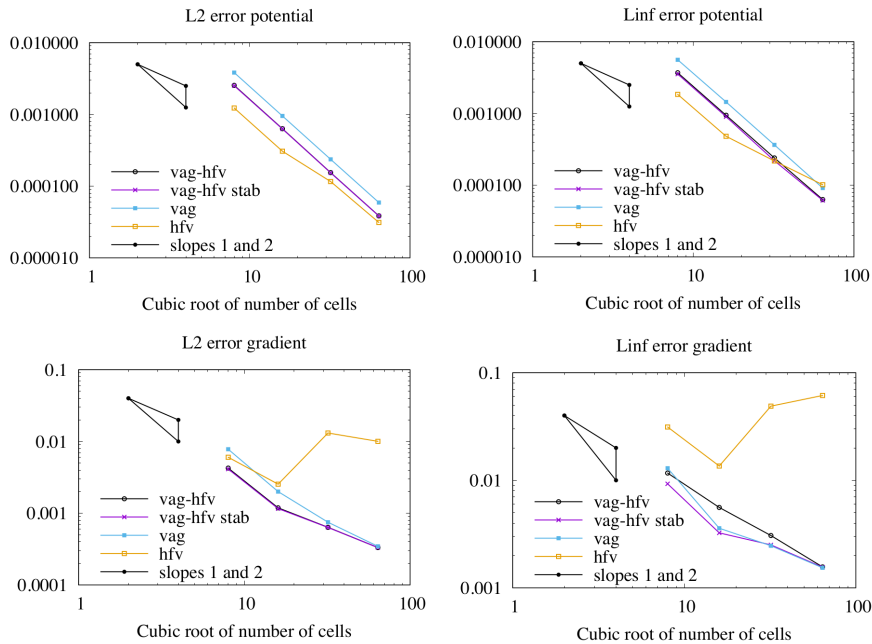 L2 error potential
0.010000
0.001000
0.000100
0.000010
vag-hfv
vag-hfv stab
vag
hfv
slopes 1 and 2
1
10
100
Cubic root of number of cells
Linf error potential
0.010000
0.001000
0.000100
0.000010
vag-hfv
vag-hfv stab
vag
hfv
slopes 1 and 2
1
10
100
Cubic root of number of cells
L2 error gradient
0.1
0.01
0.001
0.0001
vag-hfv
vag-hfv stab
vag
hfv
slopes 1 and 2
1
10
100
Cubic root of number of cells
Linf error gradient
0.1
0.01
0.001
vag-hfv
vag-hfv stab
vag
hfv
slopes 1 and 2
1
10
100
Cubic root of number of cells